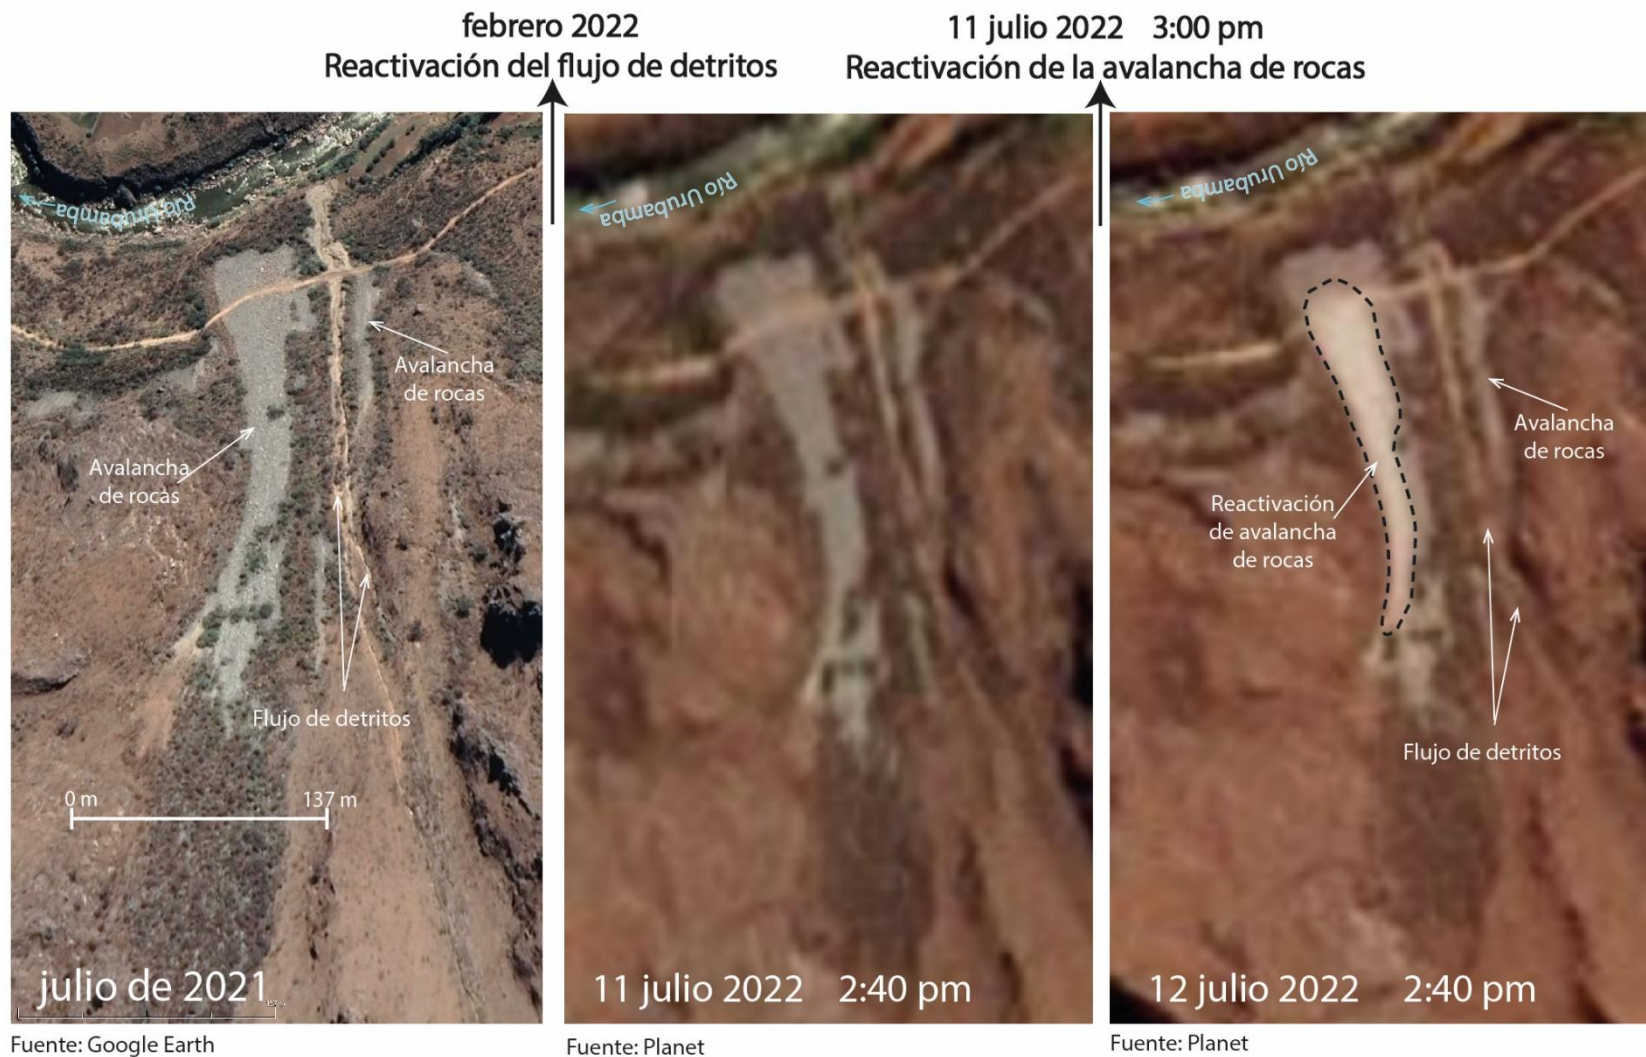 febrero 2022
Reactivación del flujo de detritos
11 julio 2022 3:00 pm
Reactivación de la avalancha de rocas
Río Urubamba
Avalancha
de rocas
Avalancha
de rocas
Flujo de detritos
0 m
137 m
julio de 2021
Fuente: Google Earth
Río Urubamba
11 julio 2022 2:40 pm
Fuente: Planet
Río Urubamba
Avalancha
de rocas
Reactivación
de avalancha
de rocas
Flujo de detritos
12 julio 2022 2:40 pm
Fuente: Planet